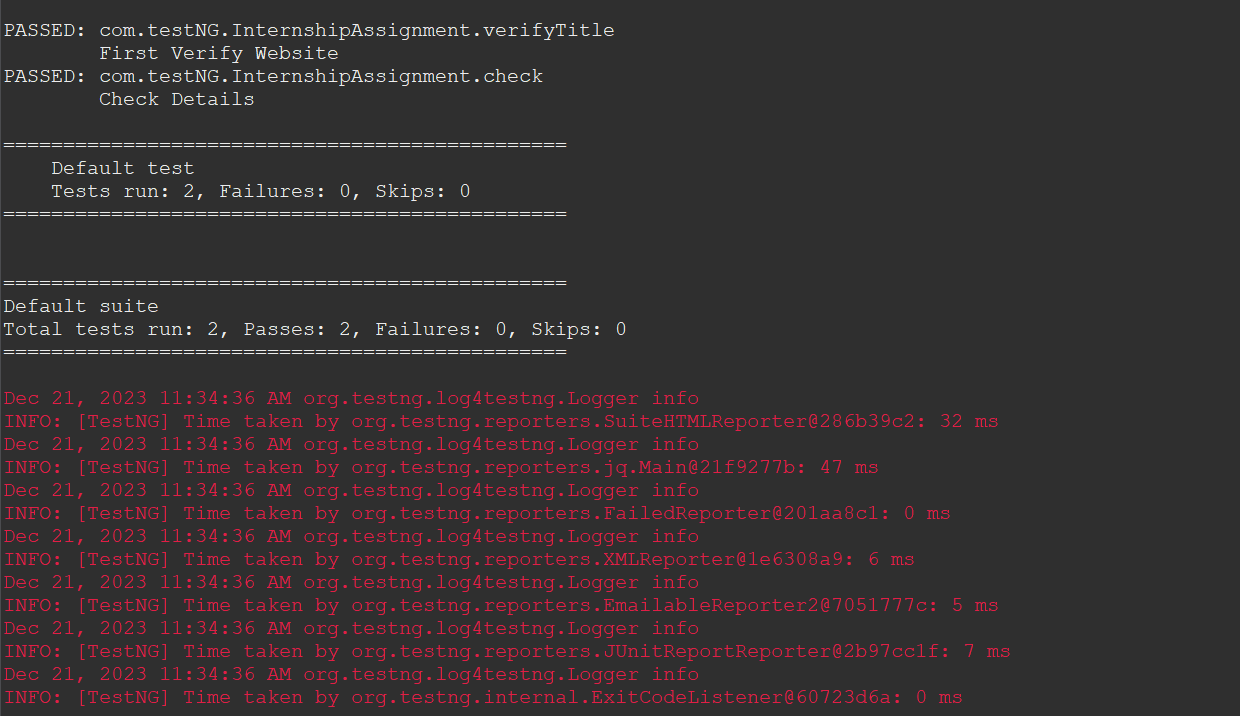 PASSED: com.testNG.InternshipAssignment.verifyTitle
        First Verify Website
PASSED: com.testNG.InternshipAssignment.check
        Check Details
===============================================
    Default test
    Tests run: 2, Failures: 0, Skips: 0
===============================================
===============================================
Default suite
Total tests run: 2, Passes: 2, Failures: 0, Skips: 0
===============================================
Dec 21, 2023 11:34:36 AM org.testng.log4testng.Logger info
INFO: [TestNG] Time taken by org.testng.reporters.SuiteHTMLReporter@286b39c2: 32 ms
Dec 21, 2023 11:34:36 AM org.testng.log4testng.Logger info
INFO: [TestNG] Time taken by org.testng.reporters.jq.Main@21f9277b: 47 ms
Dec 21, 2023 11:34:36 AM org.testng.log4testng.Logger info
INFO: [TestNG] Time taken by org.testng.reporters.FailedReporter@201aa8c1: 0 ms
Dec 21, 2023 11:34:36 AM org.testng.log4testng.Logger info
INFO: [TestNG] Time taken by org.testng.reporters.XMLReporter@1e6308a9: 6 ms
Dec 21, 2023 11:34:36 AM org.testng.log4testng.Logger info
INFO: [TestNG] Time taken by org.testng.reporters.EmailableReporter2@7051777c: 5 ms
Dec 21, 2023 11:34:36 AM org.testng.log4testng.Logger info
INFO: [TestNG] Time taken by org.testng.reporters.JUnitReportReporter@2b97cc1f: 7 ms
Dec 21, 2023 11:34:36 AM org.testng.log4testng.Logger info
INFO: [TestNG] Time taken by org.testng.internal.ExitCodeListener@60723d6a: 0 ms